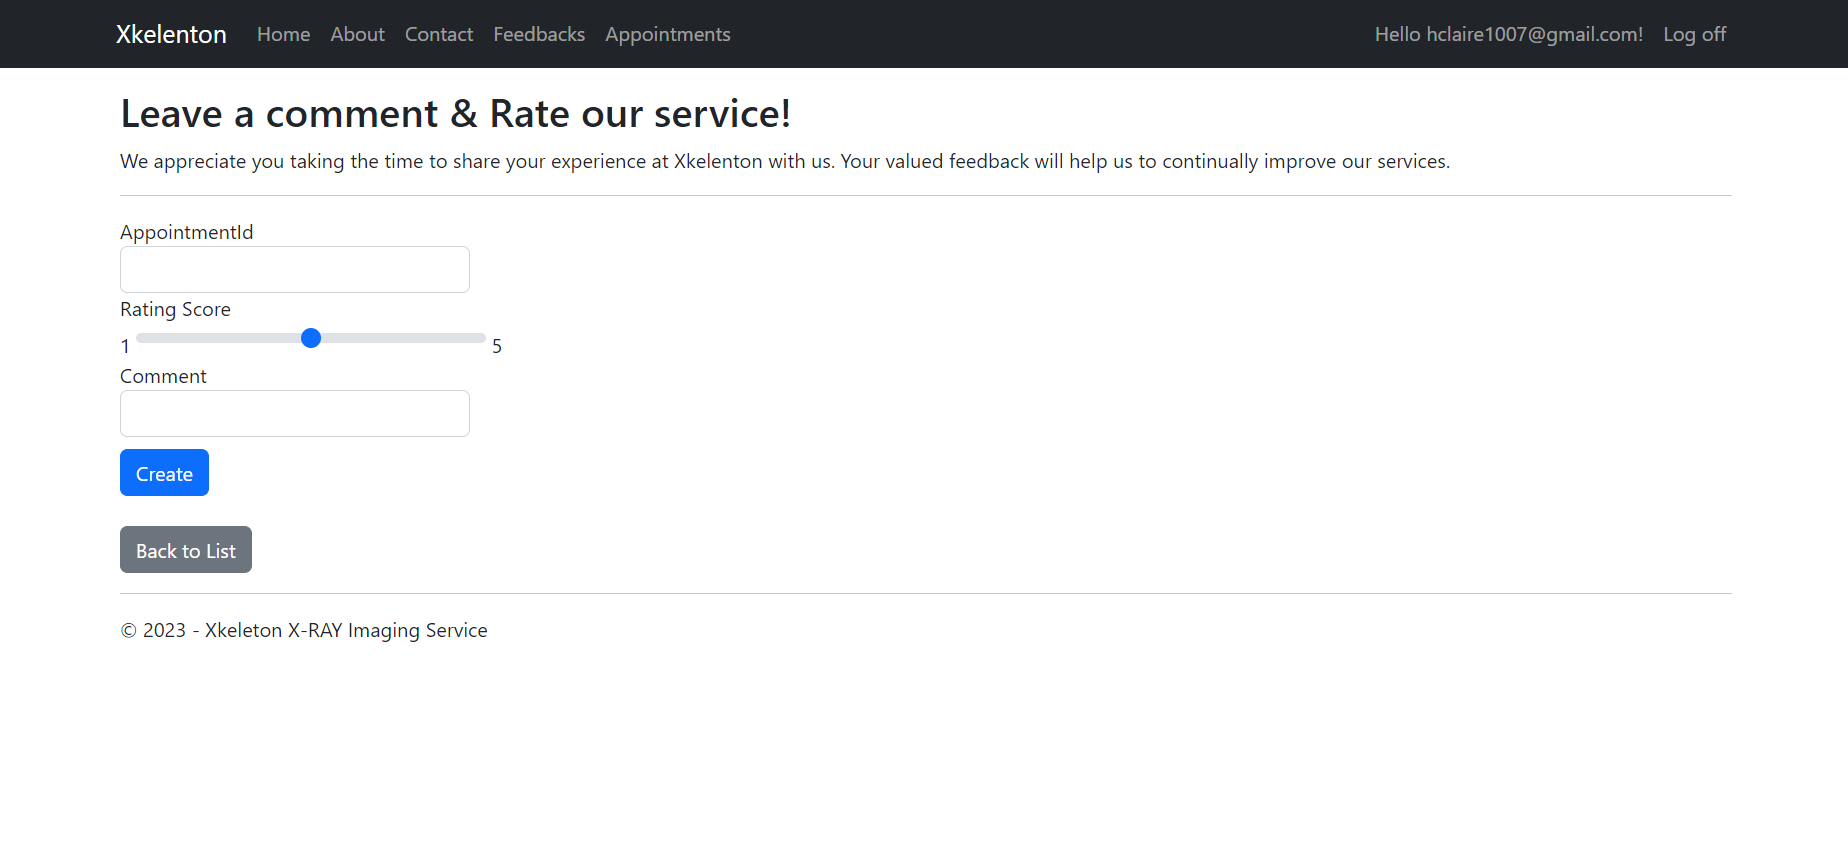 Xkelenton Home About Contact Feedbacks Appointments Hello hclaire1007@gmail.com! Log off
Leave a comment & Rate our service!
We appreciate you taking the time to share your experience at Xkelenton with us. Your valued feedback will help us to continually improve our services.
AppointmentId
Rating Score
1 5
Comment
Create
Back to List
© 2023 - Xkeleton X-RAY Imaging Service